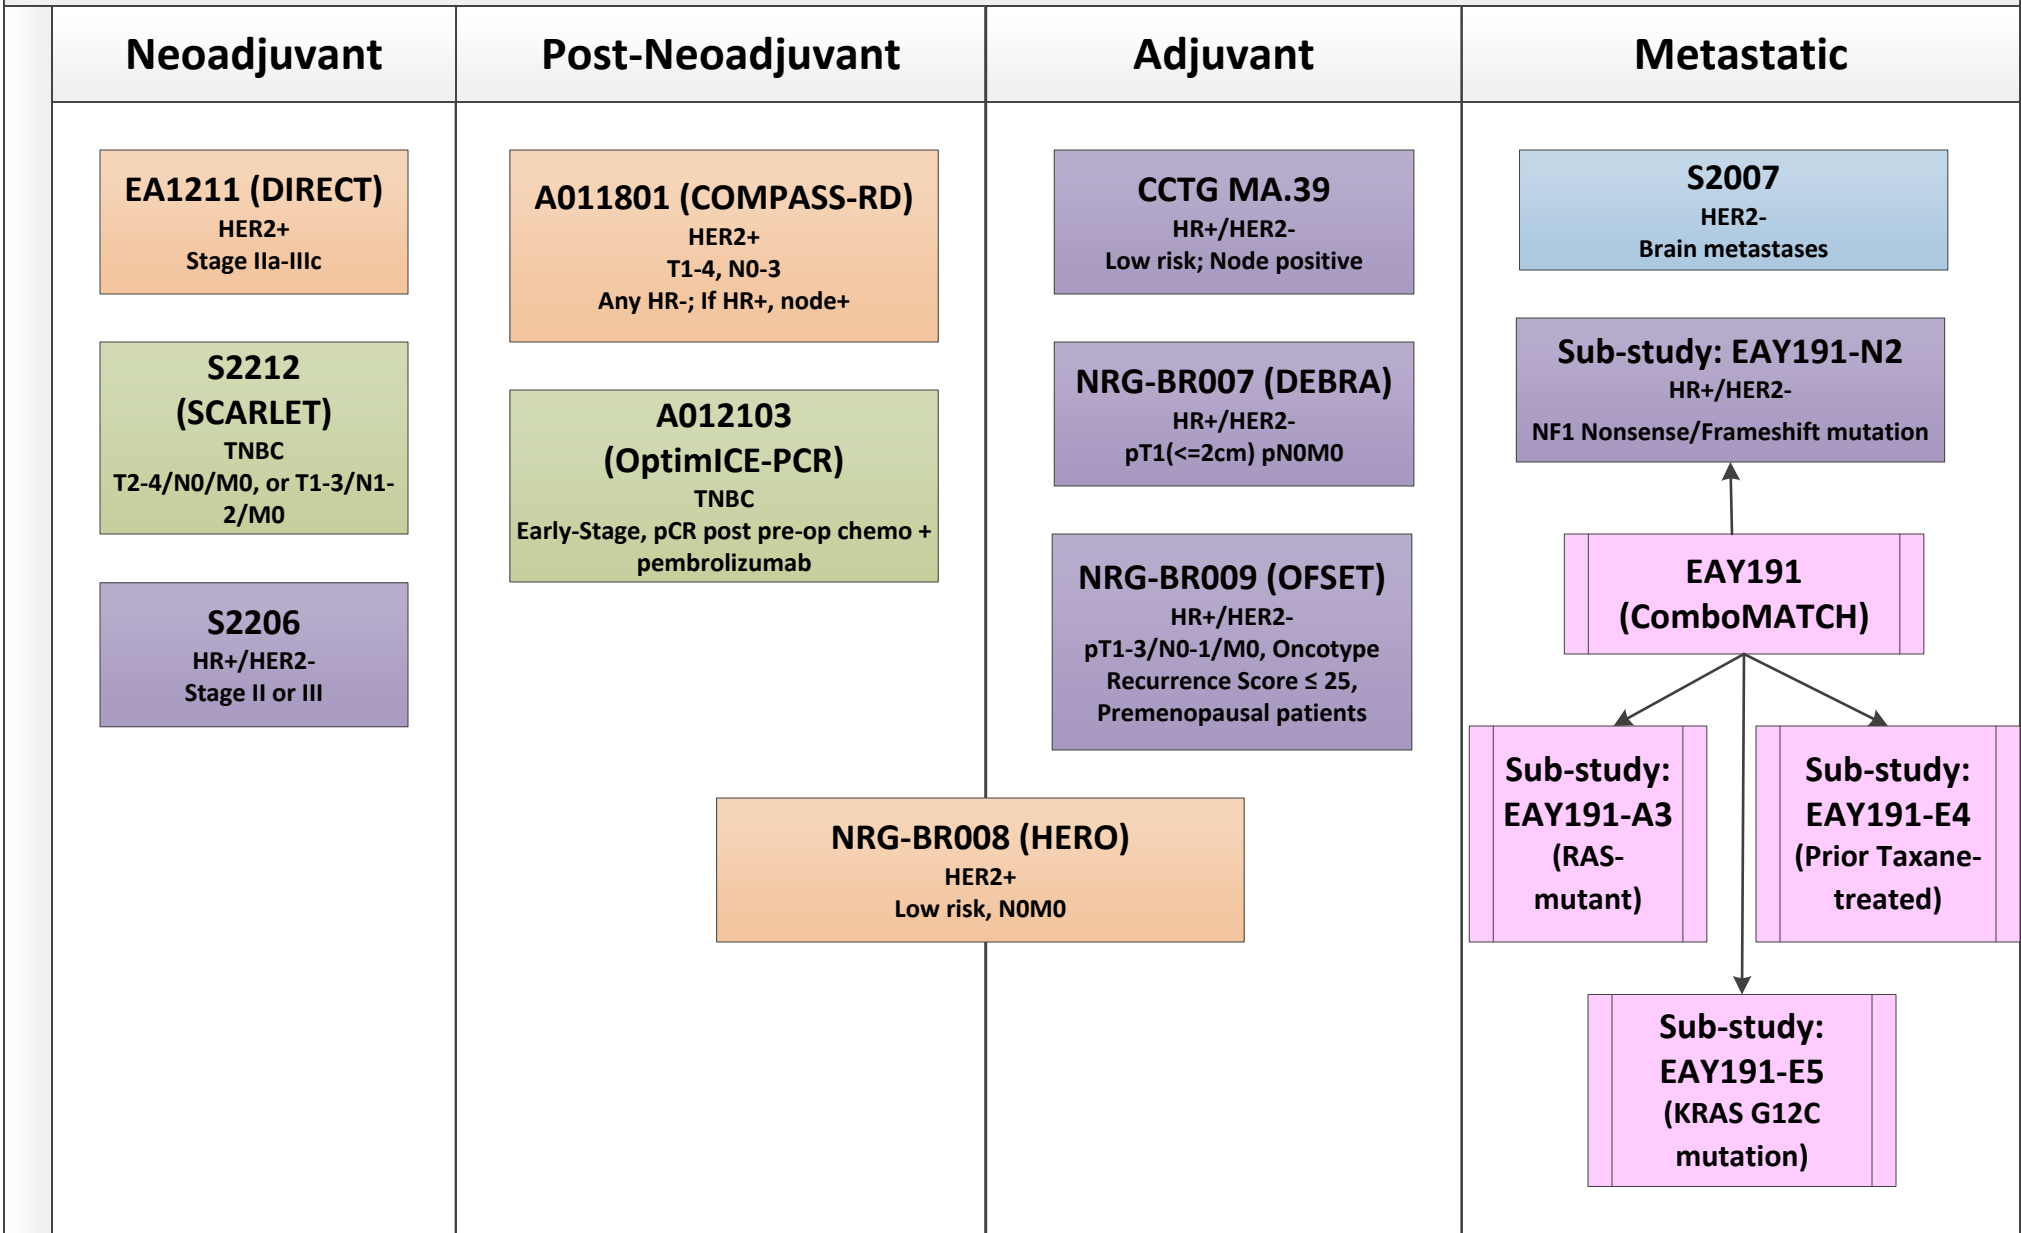 Neoadjuvant
Post-Neoadjuvant
Adjuvant
Metastatic
EA1211 (DIRECT)
HER2+
Stage IIa-IIIc
S2212
(SCARLET)
TNBC
T2-4/N0/M0, or T1-3/N1-
2/M0
S2206
HR+/HER2-
Stage II or III
A011801 (COMPASS-RD)
HER2+
T1-4, N0-3
Any HR-; If HR+, node+
A012103
(OptimICE-PCR)
TNBC
Early-Stage, pCR post pre-op chemo +
pembrolizumab
CCTG MA.39
HR+/HER2-
Low risk; Node positive
NRG-BR007 (DEBRA)
HR+/HER2-
pT1(<=2cm) pN0M0
NRG-BR009 (OFSET)
HR+/HER2-
pT1-3/N0-1/M0, Oncotype
Recurrence Score ≤ 25,
Premenopausal patients
NRG-BR008 (HERO)
HER2+
Low risk, N0M0
S2007
HER2-
Brain metastases
Sub-study: EAY191-N2
HR+/HER2-
NF1 Nonsense/Frameshift mutation
EAY191
(ComboMATCH)
Sub-study:
EAY191-A3
(RAS-
mutant)
Sub-study:
EAY191-E4
(Prior Taxane-
treated)
Sub-study:
EAY191-E5
(KRAS G12C
mutation)